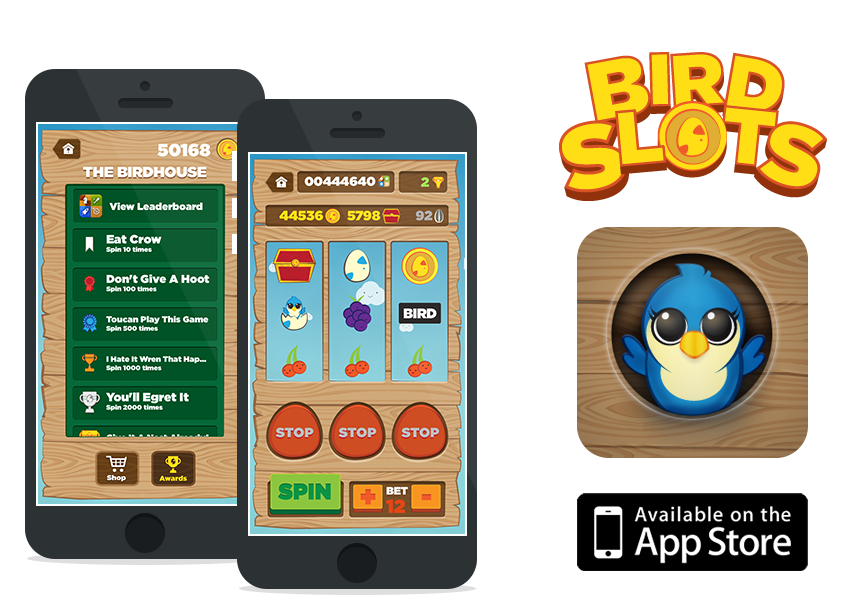 50168
THE BIRDHOUSE
View Leaderboard
Eat Crow
Spin 10 times
Don't Give A Hoot
Spin 100 times
Toucan Play This Game
Spin 500 times
I Hate It Wren That Hap...
Spin 1000 times
You'll Egret It
Spin 2000 times
Shop
Awards
00444640
2
44536
5798
92
BIRD
STOP
STOP
STOP
SPIN
BET
12
BIRD
SLOTS
Available on the
App Store